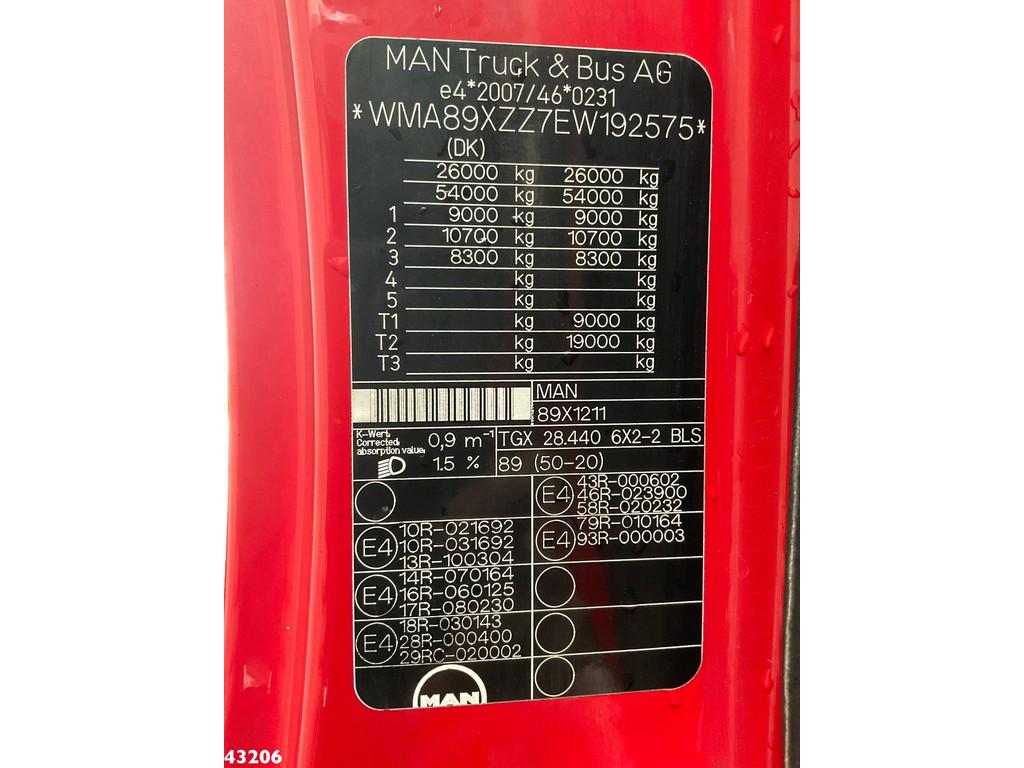 MAN Truck & Bus AG
e4*2007/46*0231
*WMA89XZZ7EW192575*
(DK)
26000 kg 26000 kg
54000 kg 54000 kg
1 9000 kg 9000 kg
2 10700 kg 10700 kg
3 8300 kg 8300 kg
4 kg kg
5 kg kg
T1 kg 9000 kg
T2 kg 19000 kg
T3 kg kg
MAN
89X1211
K-Wert
Corrected
absorption value: 0,9 m⁻¹
1.5 %
TGX 28.440 6X2-2 BLS
89 (50-20)
E4
10R-021692
10R-031692
13R-100304
E4
14R-070164
16R-060125
17R-080230
E4
18R-030143
28R-000400
29RC-020002
E4
43R-000602
46R-023900
58R-020232
E4
79R-010164
93R-000003
MAN
43206